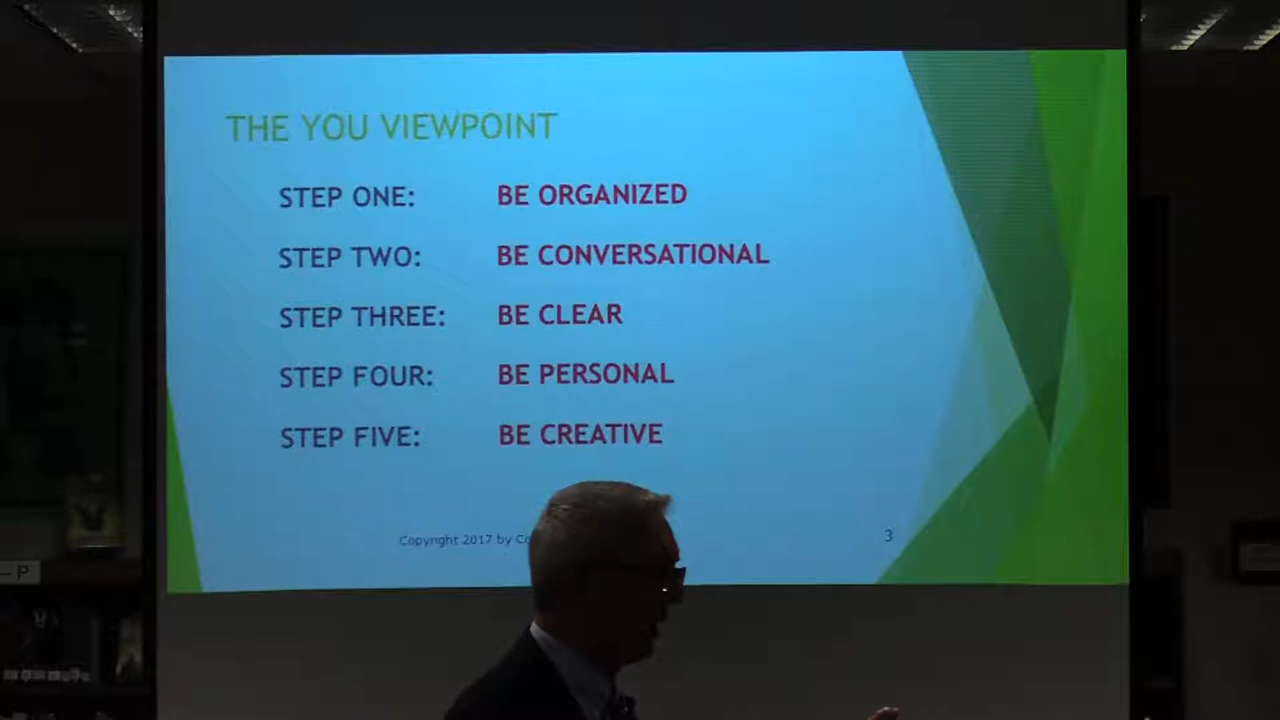 THE YOU VIEWPOINT
STEP ONE: BE ORGANIZED
STEP TWO: BE CONVERSATIONAL
STEP THREE: BE CLEAR
STEP FOUR: BE PERSONAL
STEP FIVE: BE CREATIVE
Copyright 2017 by
3
– P